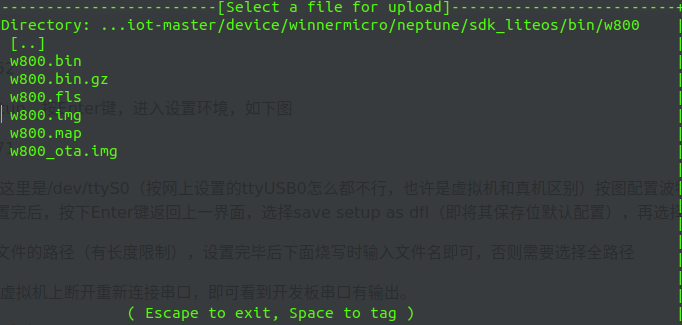 -------------------------[Select a file for upload]-------------------------+
Directory: ...iot-master/device/winnermicro/neptune/sdk_liteos/bin/w800
[..]
w800.bin
w800.bin.gz
w800.fls
键，进入设置环境，如下图
w800.img
w800.map
w800_ota.img
这里是/dev/ttyS0（按网上设置的ttyUSB0怎么都不行，也许是虚拟机和真机区别）按图配置波
置完后，按下Enter键返回上一界面，选择save setup as dfl（即将其保存位默认配置），再选择
文件的路径（有长度限制），设置完毕后下面烧写时输入文件名即可，否则需要选择全路径
虚拟机上断开重新连接串口，即可看到开发板串口有输出。
( Escape to exit, Space to tag )